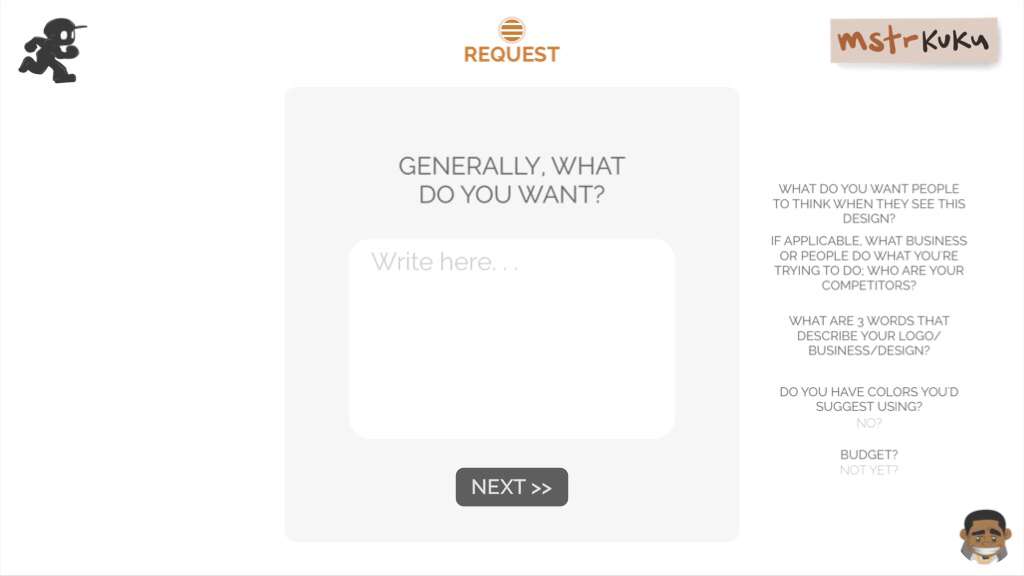 REQUEST
mstrkuku
GENERALLY, WHAT
DO YOU WANT?
Write here. . .
NEXT >>
WHAT DO YOU WANT PEOPLE
TO THINK WHEN THEY SEE THIS
DESIGN?
IF APPLICABLE, WHAT BUSINESS
OR PEOPLE DO WHAT YOU'RE
TRYING TO DO; WHO ARE YOUR
COMPETITORS?
WHAT ARE 3 WORDS THAT
DESCRIBE YOUR LOGO/
BUSINESS/DESIGN?
DO YOU HAVE COLORS YOU'D
SUGGEST USING?
NO?
BUDGET?
NOT YET?